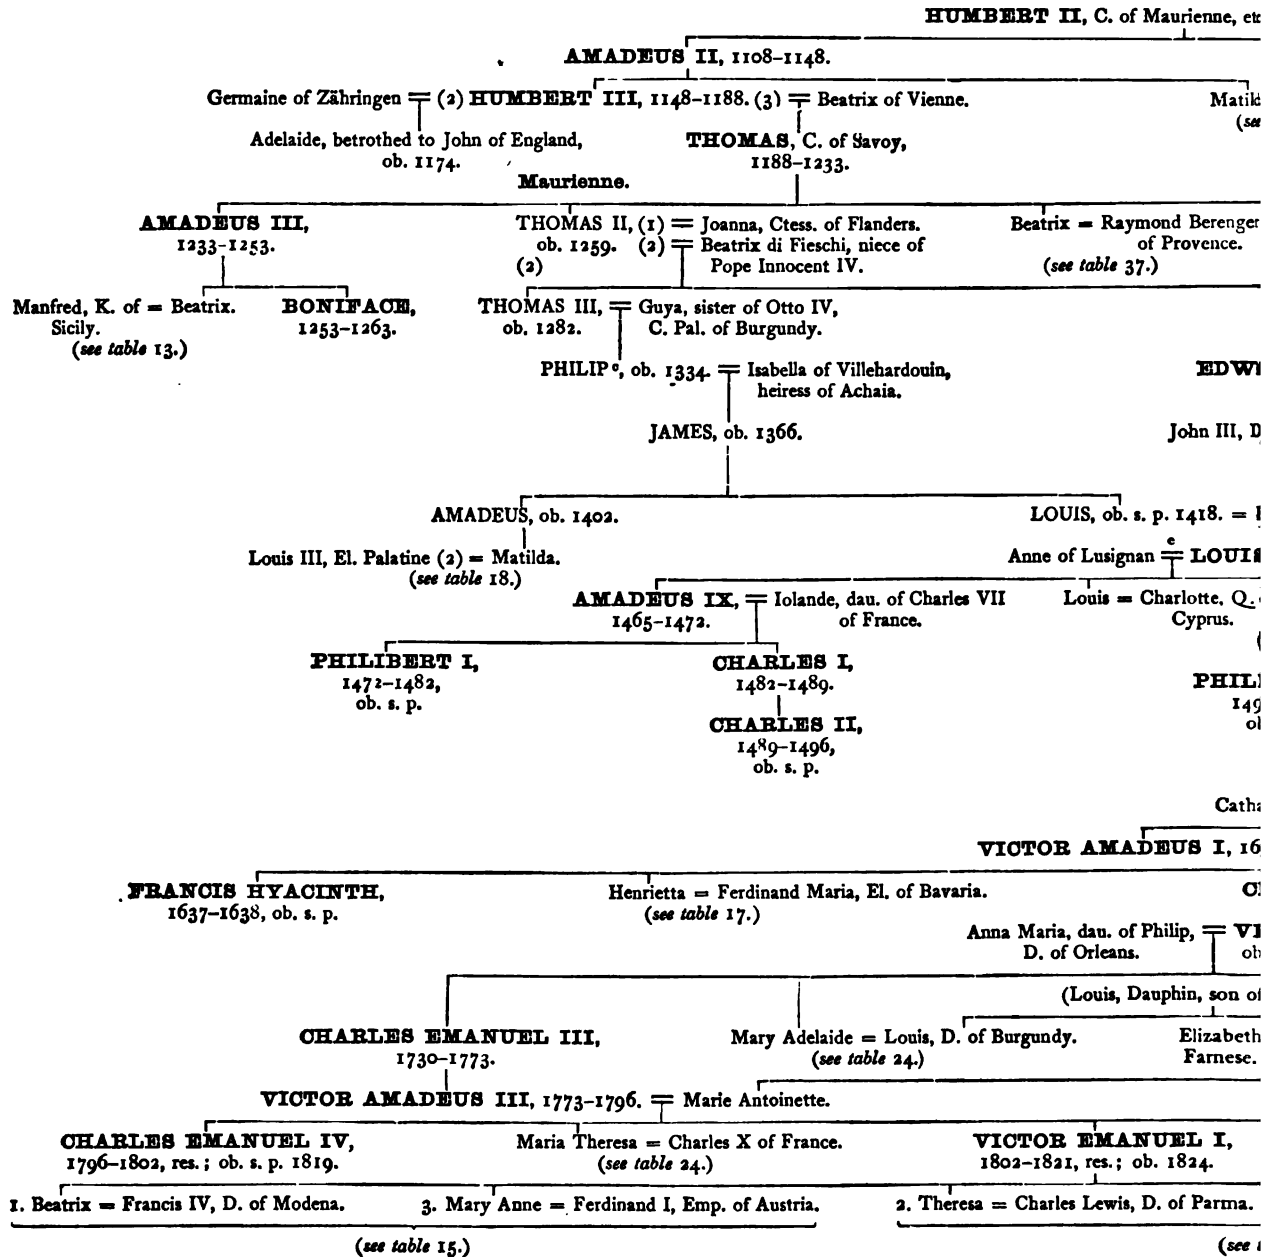 HUMBERT II, C. of Maurienne,
AMADEUS II, 1108–1148.
Germaine of Zähringen = (2) HUMBERT III, 1148–1188. (3) = Beatrix of Vienne.
(see
Adelaide, betrothed to John of England,
ob. 1174.
THOMAS, C. of Savoy,
1188–1233.
Maurienne.
AMADEUS III,
1233–1253.
THOMAS II, (1) = Joanna, Ctess. of Flanders.
ob. 1259. (2) = Beatrix di Fieschi, niece of
(2) Pope Innocent IV.
Beatrix = Raymond Berenger
of Provence.
(see table 37.)
Manfred, K. of = Beatrix.
Sicily.
(see table 13.)
BONIFACE,
1253–1263.
THOMAS III, = Guya, sister of Otto IV,
ob. 1282. C. Pal. of Burgundy.
PHILIP e, ob. 1334. = Isabella of Villehardouin,
heiress of Achaia.
JAMES, ob. 1366.
John III, D
AMADEUS, ob. 1402.
LOUIS, ob. s. p. 1418. =
Louis III, El. Palatine (2) = Matilda.
(see table 18.)
e
Anne of Lusignan = LOUIS
AMADEUS IX, = Iolande, dau. of Charles VII
1465–1472. of France.
Louis = Charlotte, Q.
Cyprus.
PHILIBERT I,
1472–1482,
ob. s. p.
CHARLES I,
1482–1489.
CHARLES II,
1489–1496,
ob. s. p.
VICTOR AMADEUS I, 16
FRANCIS HYACINTH,
1637–1638, ob. s. p.
Henrietta = Ferdinand Maria, El. of Bavaria.
(see table 17.)
Anna Maria, dau. of Philip, =
D. of Orleans.
(Louis, Dauphin, son of
CHARLES EMANUEL III,
1730–1773.
Mary Adelaide = Louis, D. of Burgundy.
(see table 24.)
Elizabeth
Farnese.
VICTOR AMADEUS III, 1773–1796. = Marie Antoinette.
CHARLES EMANUEL IV,
1796–1802, res.; ob. s. p. 1819.
Maria Theresa = Charles X of France.
(see table 24.)
VICTOR EMANUEL I,
1802–1821, res.; ob. 1824.
1. Beatrix = Francis IV, D. of Modena. 3. Mary Anne = Ferdinand I, Emp. of Austria. 2. Theresa = Charles Lewis, D. of Parma.
(see table 15.) (see